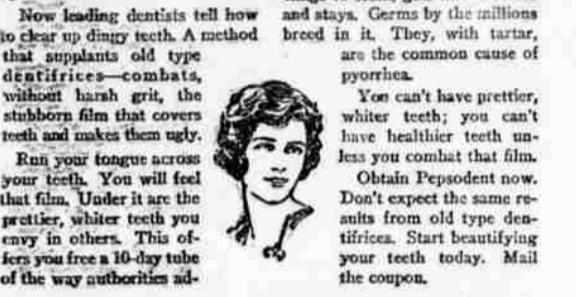 Now leading dentists tell how
to clear up dingy teeth. A method
that supplants old type
dentifrices—combats,
without harsh grit, the
stubborn film that covers
teeth and makes them ugly.
Run your tongue across
your teeth. You will feel
that film. Under it are the
prettier, whiter teeth you
envy in others. This of-
fers you free a 10-day tube
of the way authorities ad-
and stays. Germs by the millions
breed in it. They, with tartar,
are the common cause of
pyorrhea.
You can't have prettier,
whiter teeth; you can't
have healthier teeth un-
less you combat that film.
Obtain Pepsodent now.
Don't expect the same re-
sults from old type den-
tifrices. Start beautifying
your teeth today. Mail
the coupon.